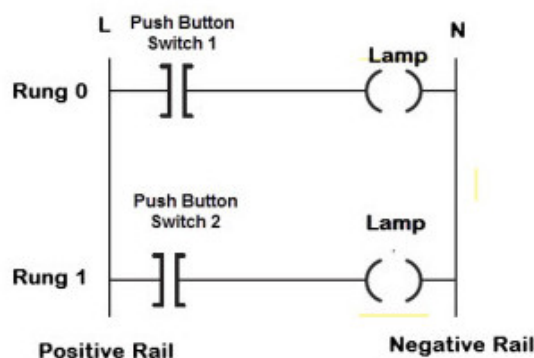 L
Push Button
Switch 1
N
Lamp
Rung 0
Push Button
Switch 2
Lamp
Rung 1
Positive Rail
Negative Rail